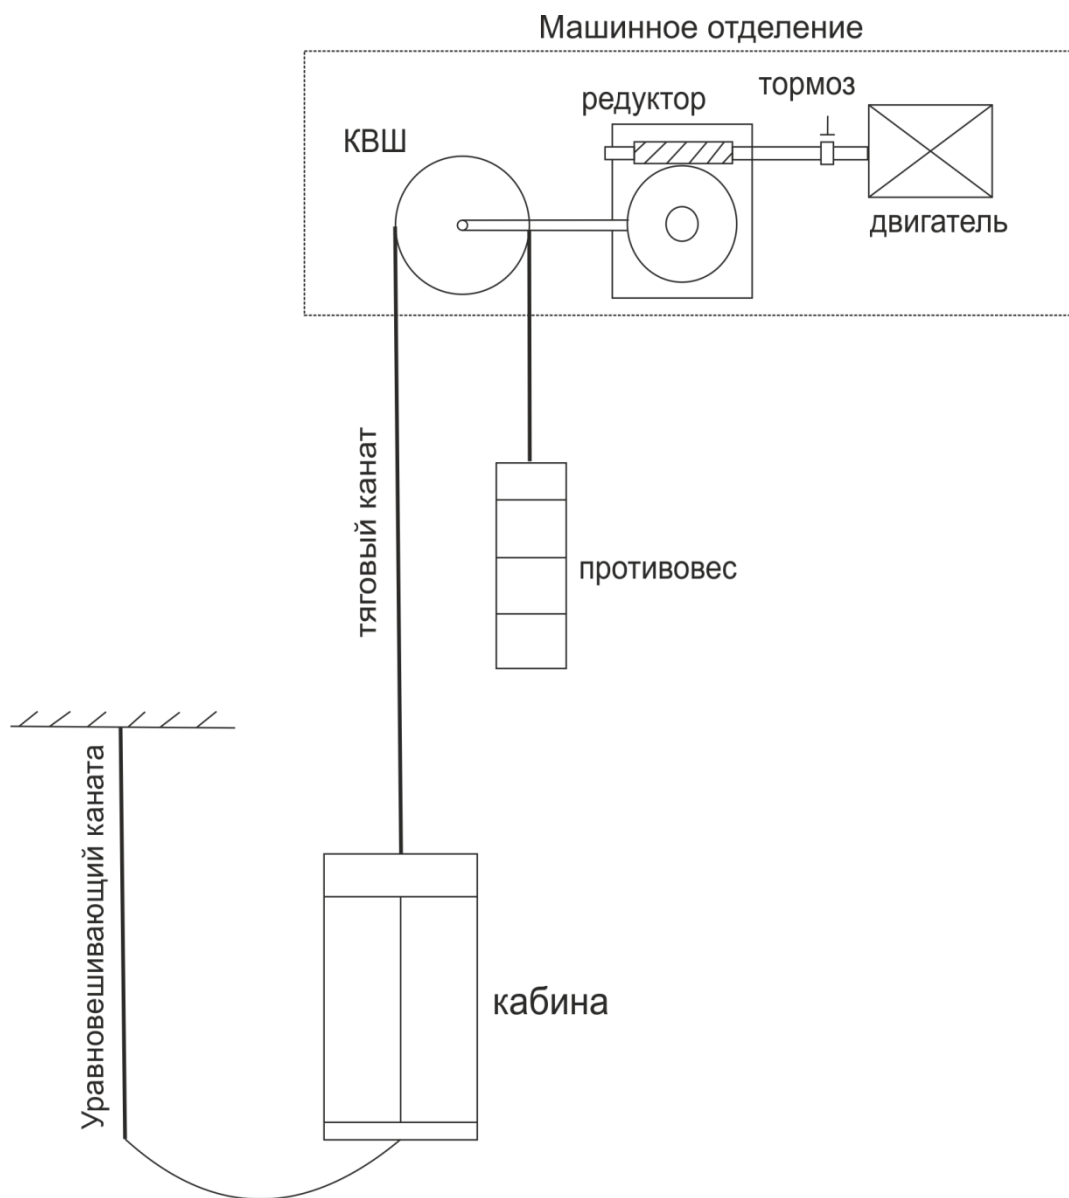 Машинное отделение
тормоз
редуктор
КВШ
двигатель
тяговый канат
противовес
Уравновешивающий каната
кабина